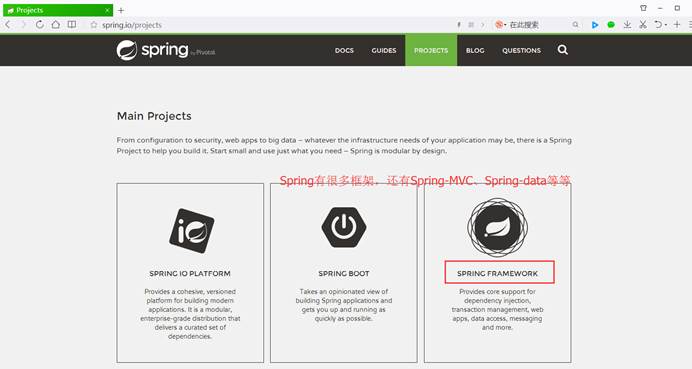 Projects
spring.io/projects
在此搜索
spring by Pivotal
DOCS GUIDES PROJECTS BLOG QUESTIONS
Main Projects
From configuration to security, web apps to big data – whatever the infrastructure needs of your application may be, there is a Spring
Project to help you build it. Start small and use just what you need – Spring is modular by design.
Spring有很多框架，还有Spring-MVC、Spring-data等等
SPRING IO PLATFORM
Provides a cohesive, versioned
platform for building modern
applications. It is a modular,
enterprise-grade distribution that
delivers a curated set of
dependencies.
SPRING BOOT
Takes an opinionated view of
building Spring applications and
gets you up and running as
quickly as possible.
SPRING FRAMEWORK
Provides core support for
dependency injection,
transaction management, web
apps, data access, messaging
and more.